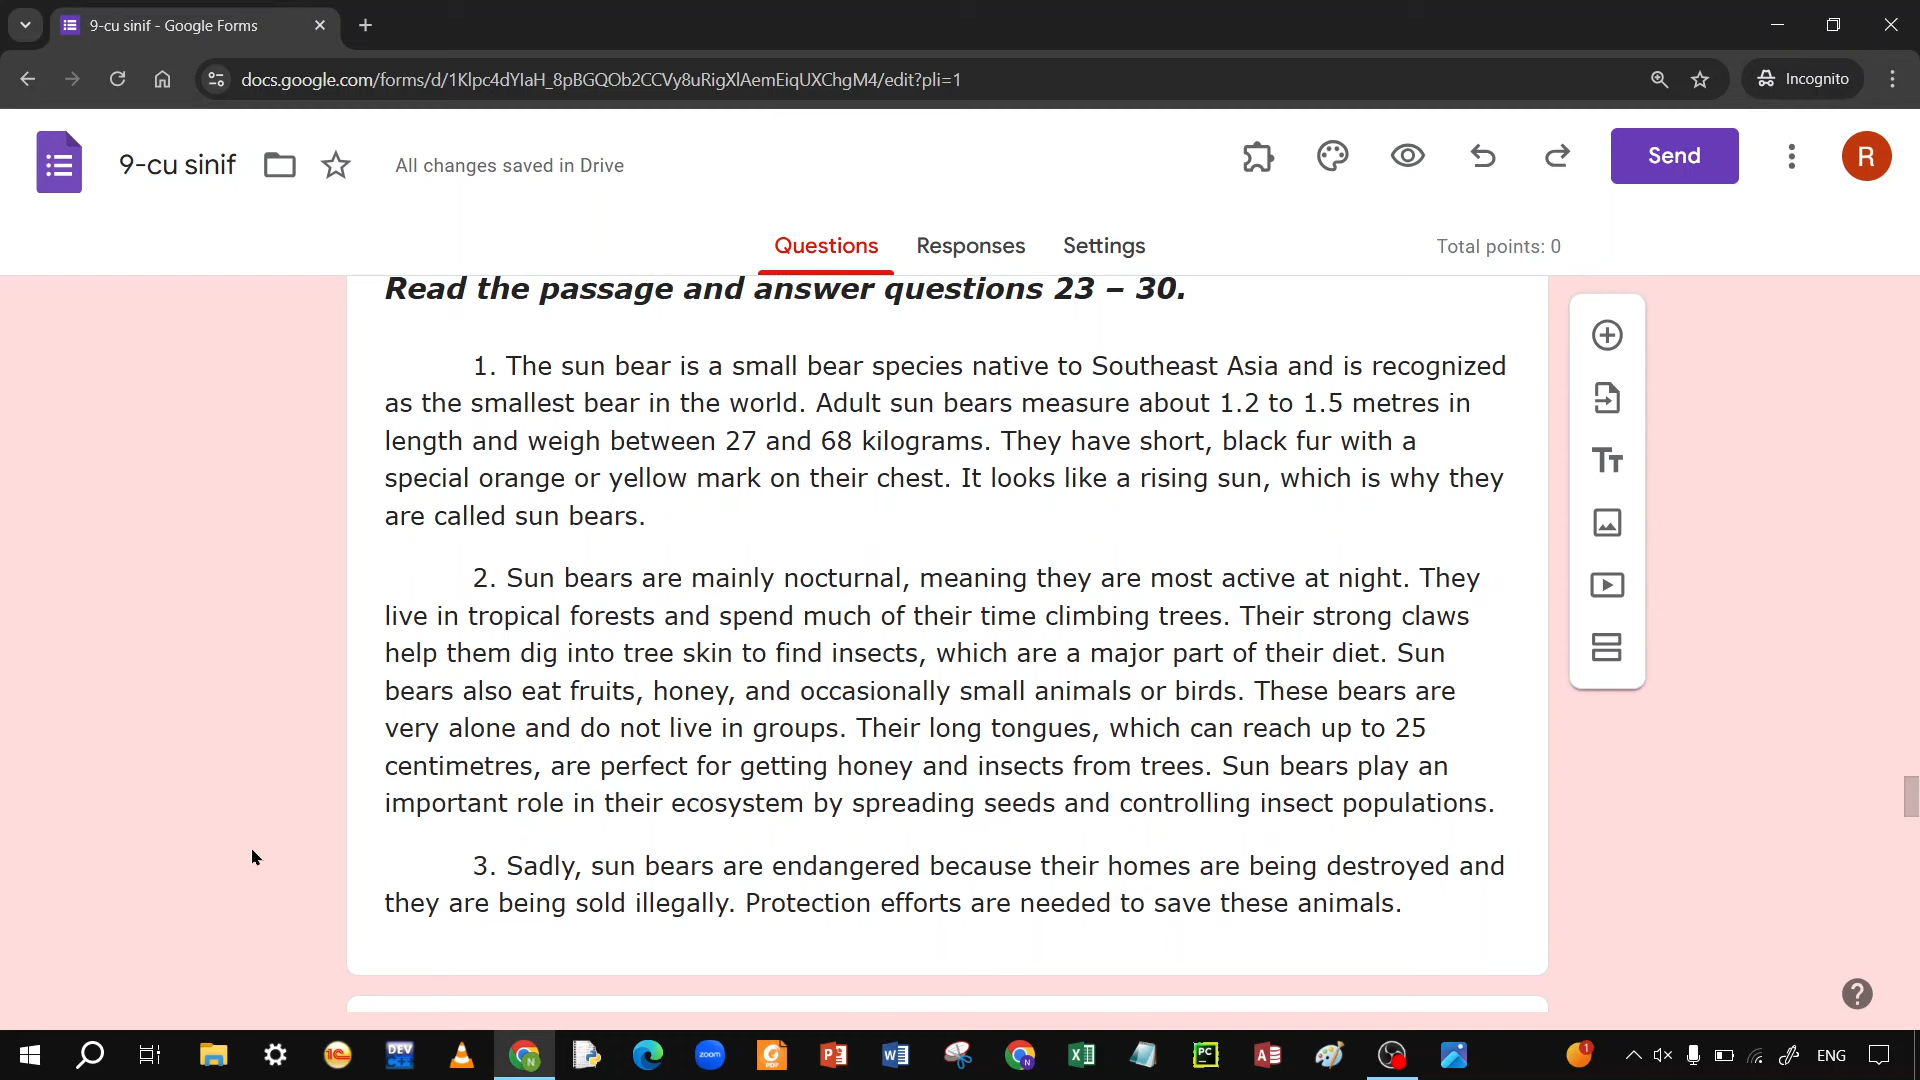 9-cu sinif - Google Forms
docs.google.com/forms/d/1Klpc4dYIaH_8pBGQOb2CCVy8uRigXlAemEiqUXChgM4/edit?pli=1
Incognito
9-cu sinif
All changes saved in Drive
Send
R
Questions
Responses
Settings
Total points: 0
Read the passage and answer questions 23 – 30.
1. The sun bear is a small bear species native to Southeast Asia and is recognized
as the smallest bear in the world. Adult sun bears measure about 1.2 to 1.5 metres in
length and weigh between 27 and 68 kilograms. They have short, black fur with a
special orange or yellow mark on their chest. It looks like a rising sun, which is why they
are called sun bears.
2. Sun bears are mainly nocturnal, meaning they are most active at night. They
live in tropical forests and spend much of their time climbing trees. Their strong claws
help them dig into tree skin to find insects, which are a major part of their diet. Sun
bears also eat fruits, honey, and occasionally small animals or birds. These bears are
very alone and do not live in groups. Their long tongues, which can reach up to 25
centimetres, are perfect for getting honey and insects from trees. Sun bears play an
important role in their ecosystem by spreading seeds and controlling insect populations.
3. Sadly, sun bears are endangered because their homes are being destroyed and
they are being sold illegally. Protection efforts are needed to save these animals.
DEV
zoom
PC
ENG